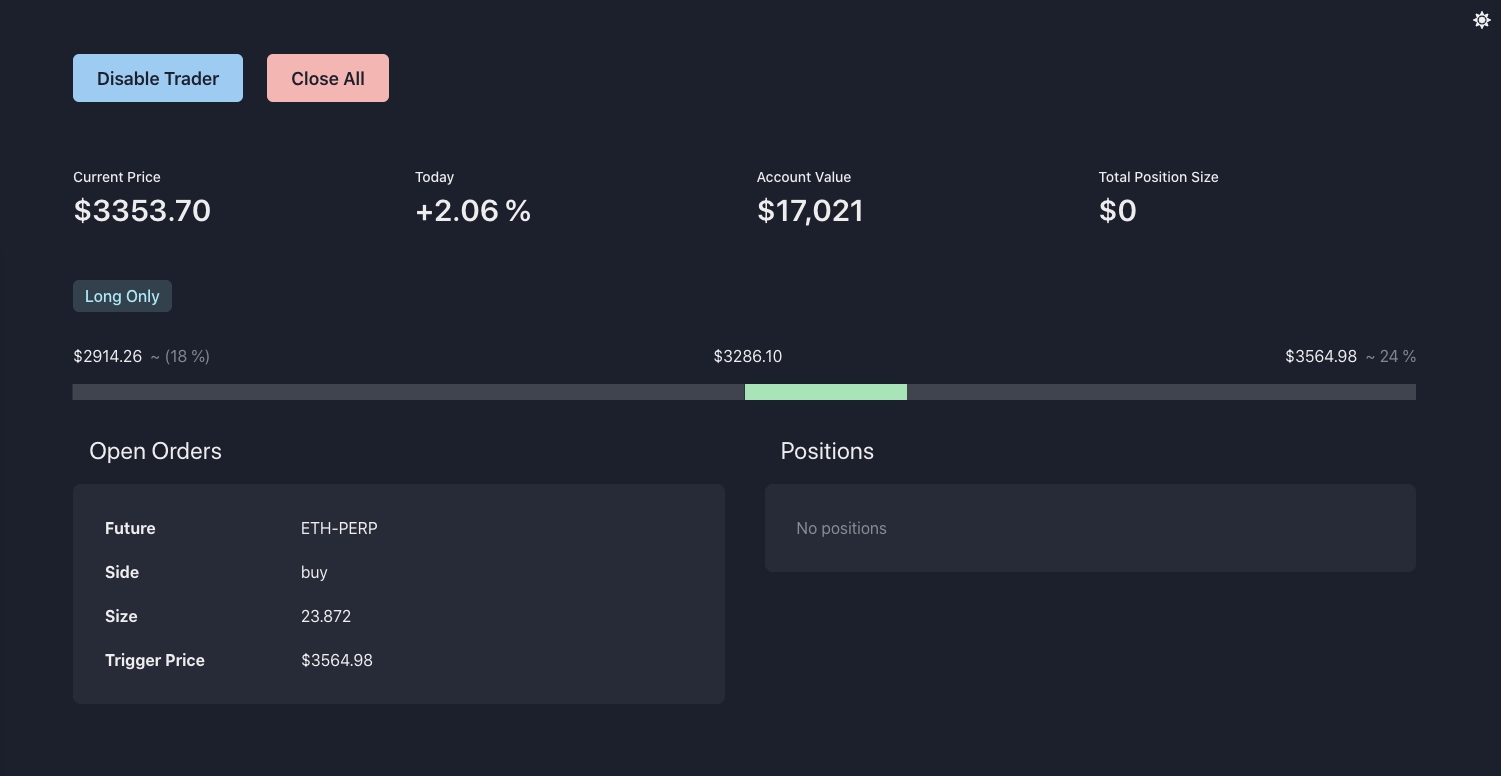 Disable Trader Close All
Current Price Today Account Value Total Position Size
$3353.70 +2.06 % $17,021 $0
Long Only
$2914.26 ~ (18 %) $3286.10 $3564.98 ~ 24 %
Open Orders
Future ETH-PERP
Side buy
Size 23.872
Trigger Price $3564.98
Positions
No positions